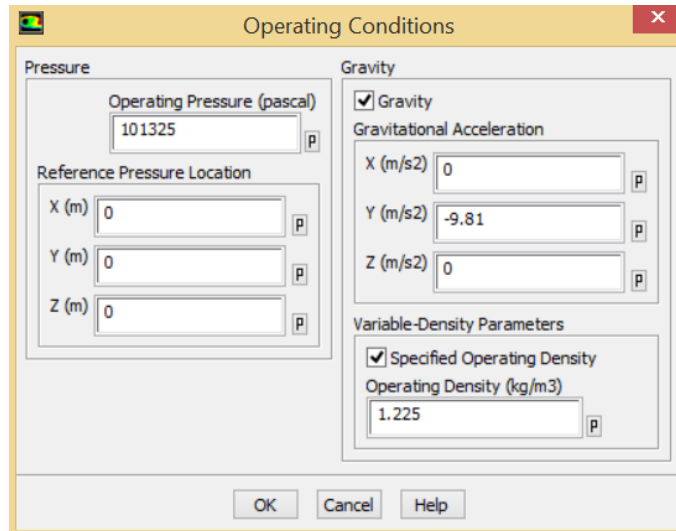 Operating Conditions
X
Pressure
Operating Pressure (pascal)
101325
P
Reference Pressure Location
X (m) 0 P
Y (m) 0 P
Z (m) 0 P
Gravity
Gravity
Gravitational Acceleration
X (m/s2) 0 P
Y (m/s2) -9.81 P
Z (m/s2) 0 P
Variable-Density Parameters
Specified Operating Density
Operating Density (kg/m3)
1.225 P
OK Cancel Help